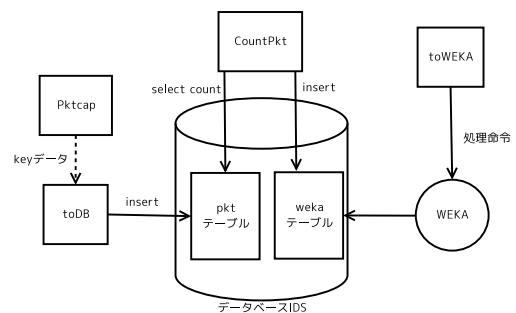 CountPkt
toWEKA
select count
insert
Pktcap
処理命令
keyデータ
toDB
insert
pkt
テーブル
weka
テーブル
WEKA
データベースIDS